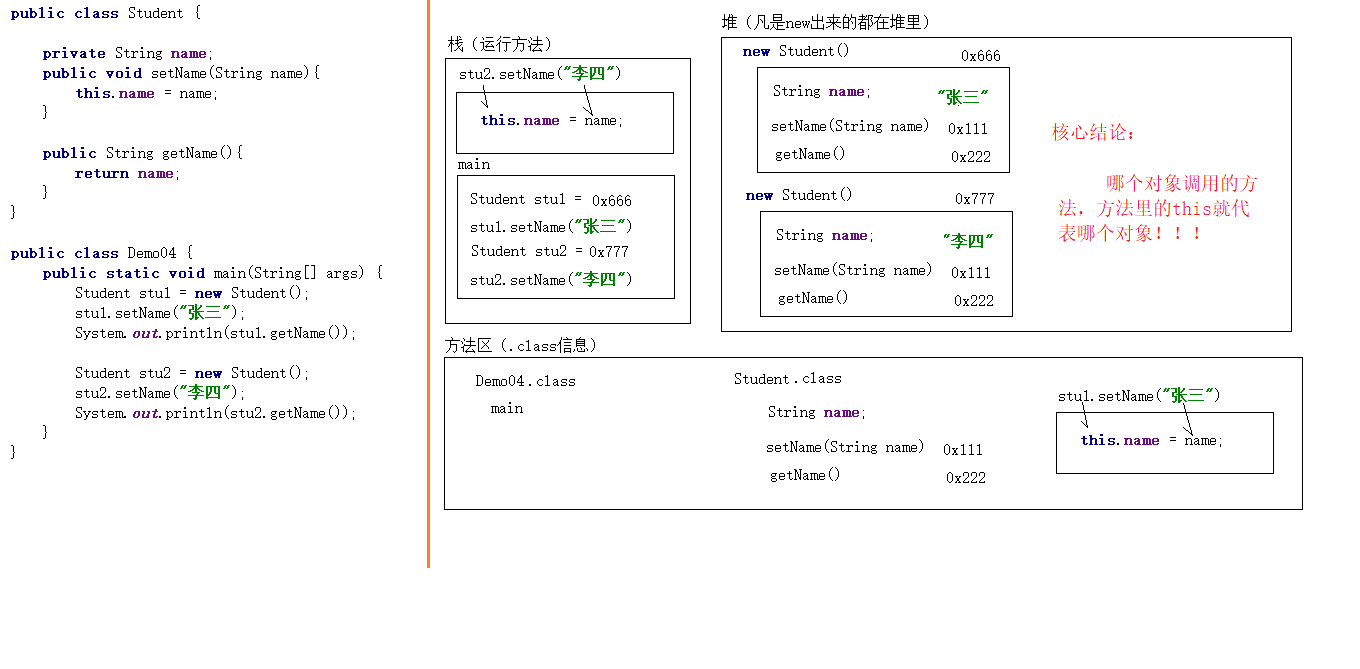 public class Student {
private String name;
public void setName(String name){
this.name = name;
}
public String getName(){
return name;
}
}
public class Demo04 {
public static void main(String[] args) {
Student stu1 = new Student();
stu1.setName("张三");
System.out.println(stu1.getName());
Student stu2 = new Student();
stu2.setName("李四");
System.out.println(stu2.getName());
}
}
栈（运行方法）
stu2.setName("李四")
this.name = name;
main
Student stu1 = 0x666
stu1.setName("张三")
Student stu2 = 0x777
stu2.setName("李四")
堆（凡是new出来的都在堆里）
new Student() 0x666
String name; "张三"
setName(String name) 0x111
getName() 0x222
new Student() 0x777
String name; "李四"
setName(String name) 0x111
getName() 0x222
核心结论：
哪个对象调用的方
法，方法里的this就代
表哪个对象！！！
方法区（.class信息）
Demo04.class
main
Student.class
String name;
setName(String name) 0x111
getName() 0x222
stu1.setName("张三")
this.name = name;